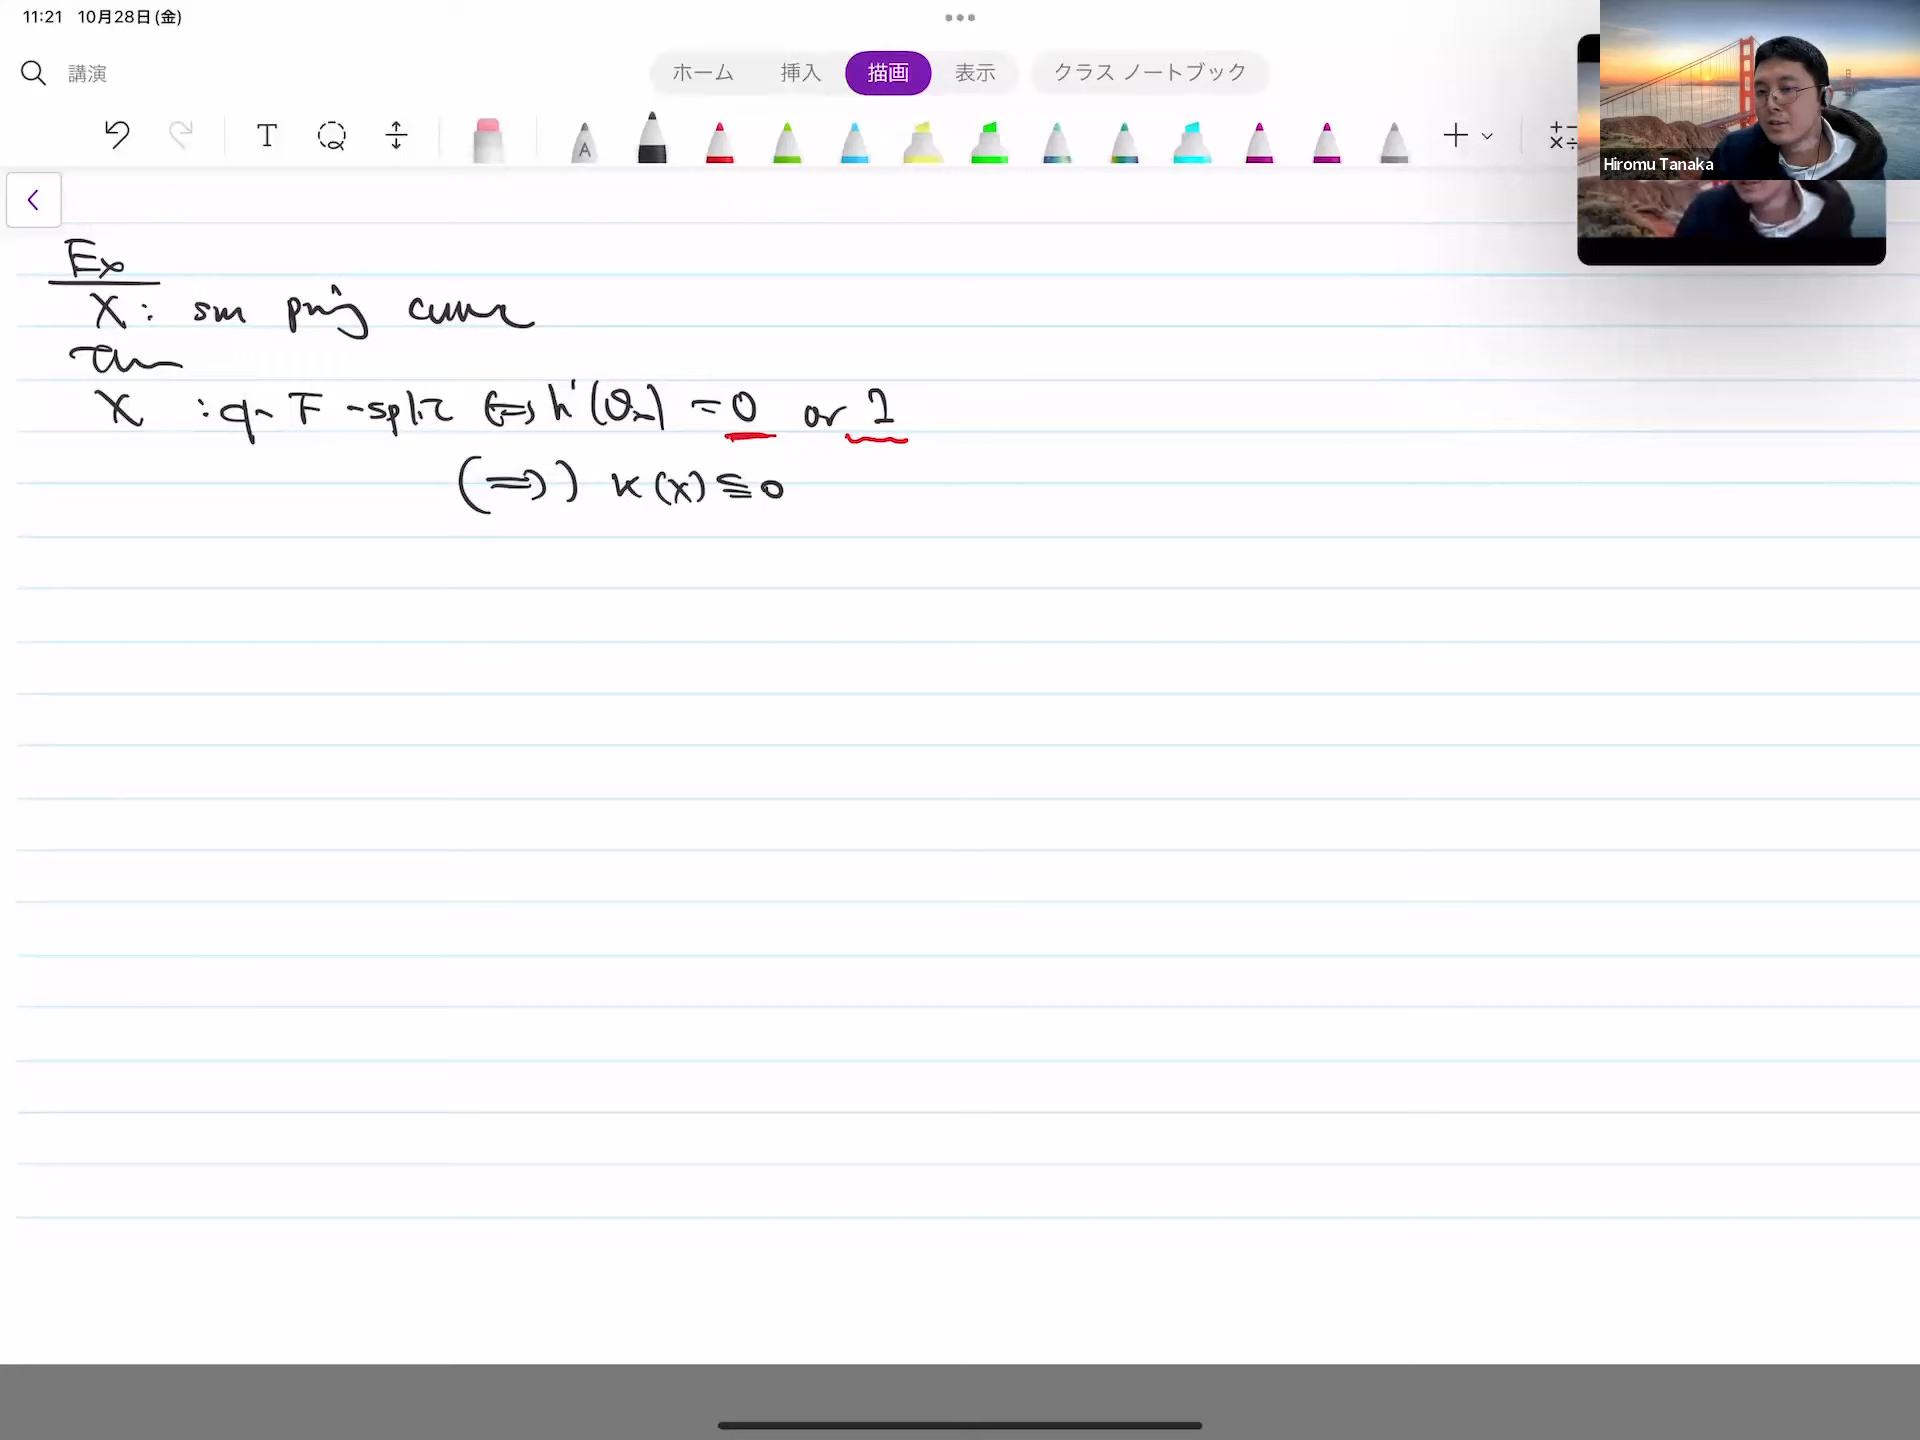 11:21 10月28日(金)
講演
ホーム 挿入 描画 表示 クラス ノートブック
T
A
Hiromu Tanaka
Ex
X: sm proj curve
X : q-F-split ⇔ h¹(𝒪ₓ) = 0 or 1
(⇒) κ(X) ≦ 0